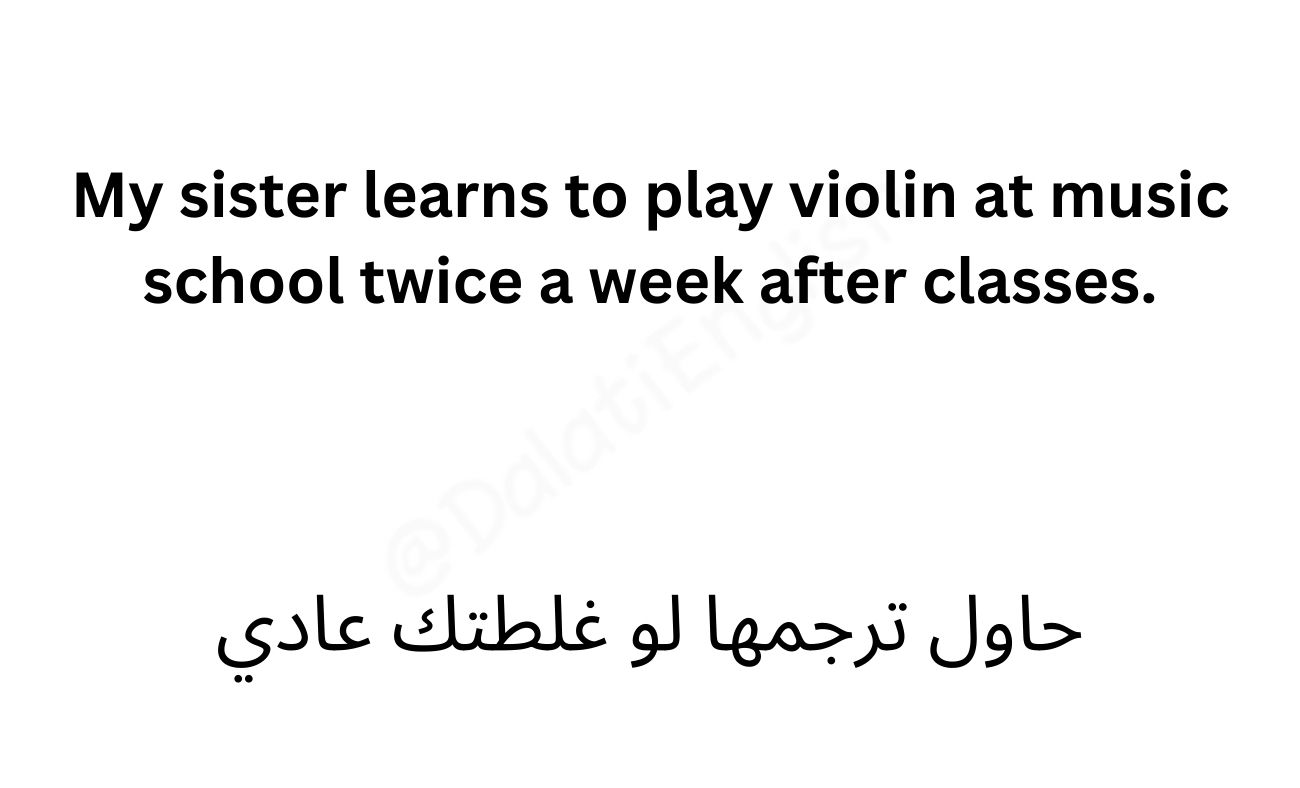 My sister learns to play violin at music
school twice a week after classes.
@DalatiEnglish
حاول ترجمها لو غلطتك عادي